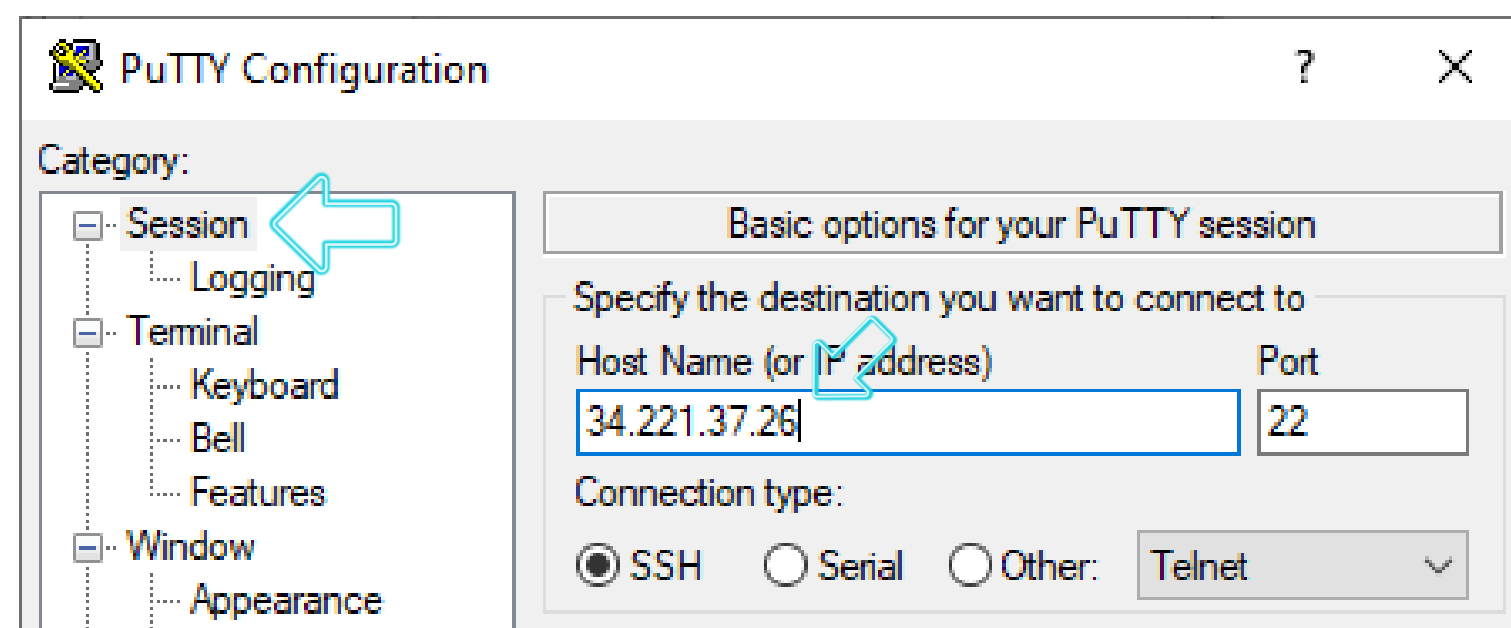 PuTTY Configuration
?
Category:
Session
Logging
Terminal
Keyboard
Bell
Features
Window
Appearance
Basic options for your PuTTY session
Specify the destination you want to connect to
Host Name (or IP address)
Port
34.221.37.26
22
Connection type:
SSH
Serial
Other:
Telnet